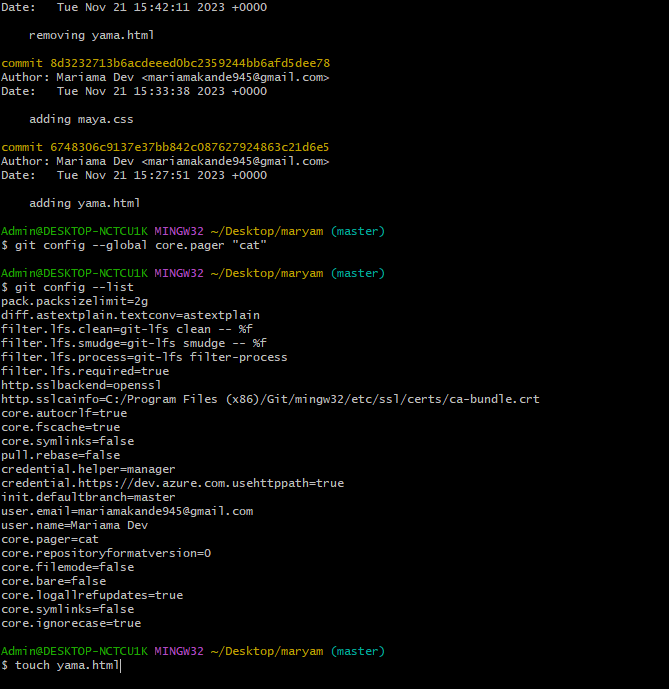 Date:   Tue Nov 21 15:42:11 2023 +0000
    removing yama.html
commit 8d3232713b6acdeeed0bc2359244bb6afd5dee78
Author: Mariama Dev <mariamakande945@gmail.com>
Date:   Tue Nov 21 15:33:38 2023 +0000
    adding maya.css
commit 6748306c9137e37bb842c087627924863c21d6e5
Author: Mariama Dev <mariamakande945@gmail.com>
Date:   Tue Nov 21 15:27:51 2023 +0000
    adding yama.html
Admin@DESKTOP-NCTCU1K MINGW32 ~/Desktop/maryam (master)
$ git config --global core.pager "cat"
Admin@DESKTOP-NCTCU1K MINGW32 ~/Desktop/maryam (master)
$ git config --list
pack.packsizelimit=2g
diff.astextplain.textconv=astextplain
filter.lfs.clean=git-lfs clean -- %f
filter.lfs.smudge=git-lfs smudge -- %f
filter.lfs.process=git-lfs filter-process
filter.lfs.required=true
http.sslbackend=openssl
http.sslcainfo=C:/Program Files (x86)/Git/mingw32/etc/ssl/certs/ca-bundle.crt
core.autocrlf=true
core.fscache=true
core.symlinks=false
pull.rebase=false
credential.helper=manager
credential.https://dev.azure.com.usehttppath=true
init.defaultbranch=master
user.email=mariamakande945@gmail.com
user.name=Mariama Dev
core.pager=cat
core.repositoryformatversion=0
core.filemode=false
core.bare=false
core.logallrefupdates=true
core.symlinks=false
core.ignorecase=true
Admin@DESKTOP-NCTCU1K MINGW32 ~/Desktop/maryam (master)
$ touch yama.html